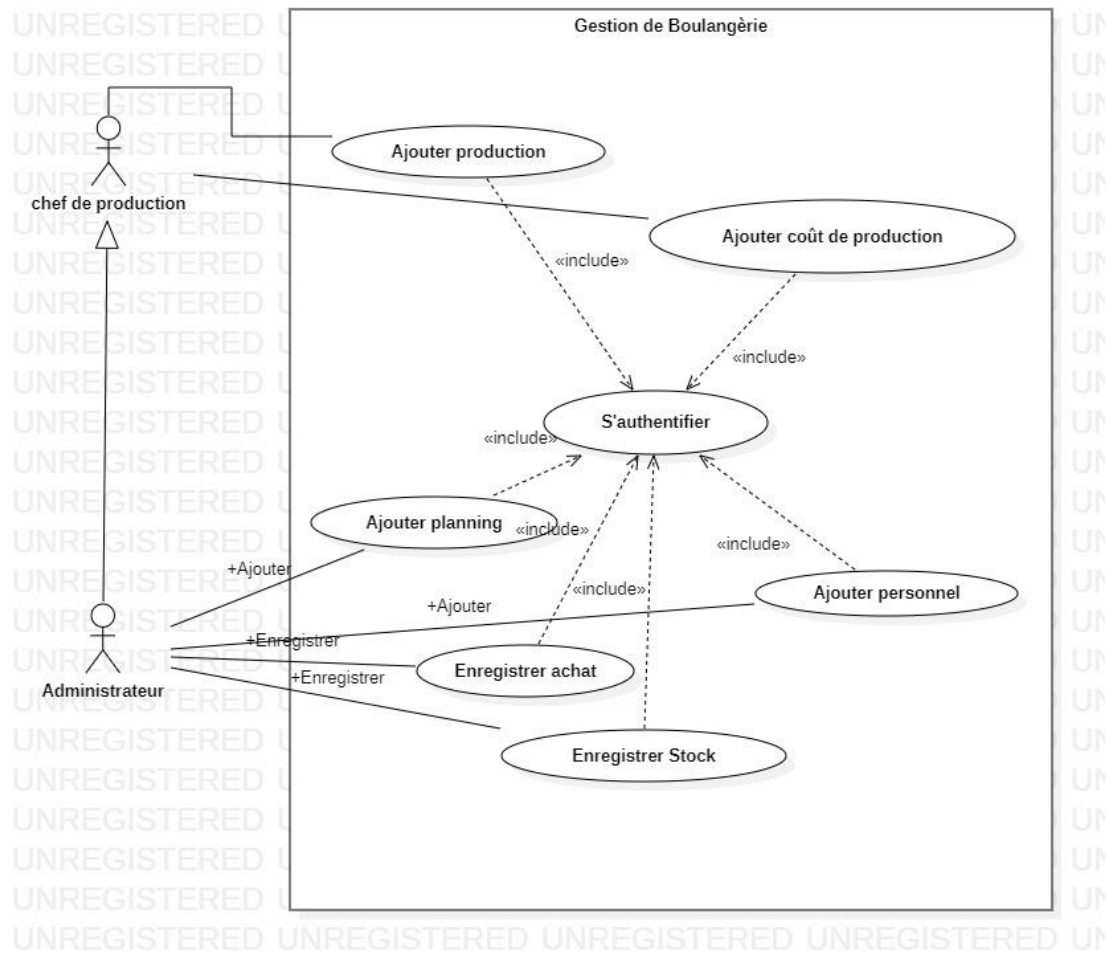 Gestion de Boulangèrie
Ajouter production
chef de production
Ajouter coût de production
«include»
«include»
S'authentifier
«include»
Ajouter planning
«include»
«include»
+Ajouter
«include»
Ajouter personnel
+Ajouter
+Enregistrer
Enregistrer achat
+Enregistrer
Administrateur
Enregistrer Stock
UNREGISTERED UNREGISTERED UNREGISTERED UNREGISTERED UN